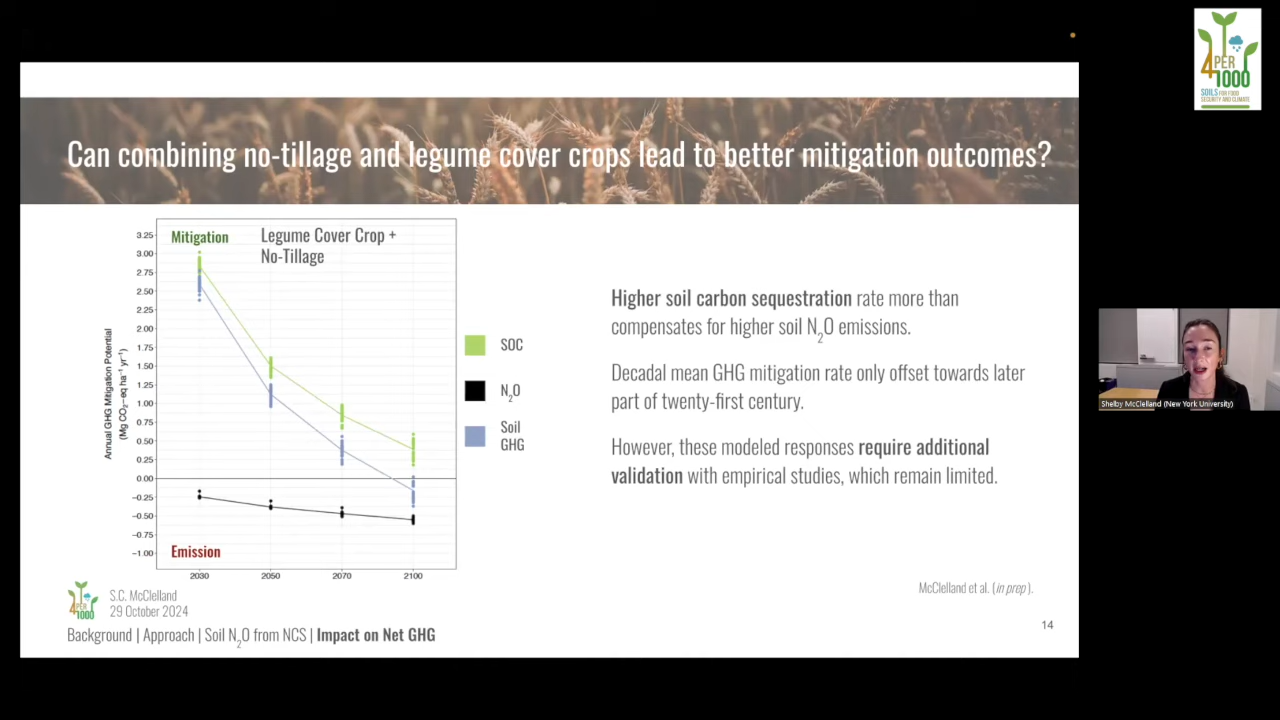 4 PER
1000
SOILS FOR FOOD
SECURITY AND CLIMATE
Can combining no-tillage and legume cover crops lead to better mitigation outcomes?
Mitigation
Legume Cover Crop +
No-Tillage
Annual GHG Mitigation Potential
(Mg CO₂−eq ha⁻¹ yr⁻¹)
3.25
3.00
2.75
2.50
2.25
2.00
1.75
1.50
1.25
1.00
0.75
0.50
0.25
0.00
−0.25
−0.50
−0.75
−1.00
Emission
2030 2050 2070 2100
SOC
N₂O
Soil
GHG
Higher soil carbon sequestration rate more than
compensates for higher soil N₂O emissions.
Decadal mean GHG mitigation rate only offset towards later
part of twenty-first century.
However, these modeled responses require additional
validation with empirical studies, which remain limited.
Shelby McClelland (New York University)
McClelland et al. (in prep).
4 PER
1000
S.C. McClelland
29 October 2024
14
Background | Approach | Soil N₂O from NCS | Impact on Net GHG